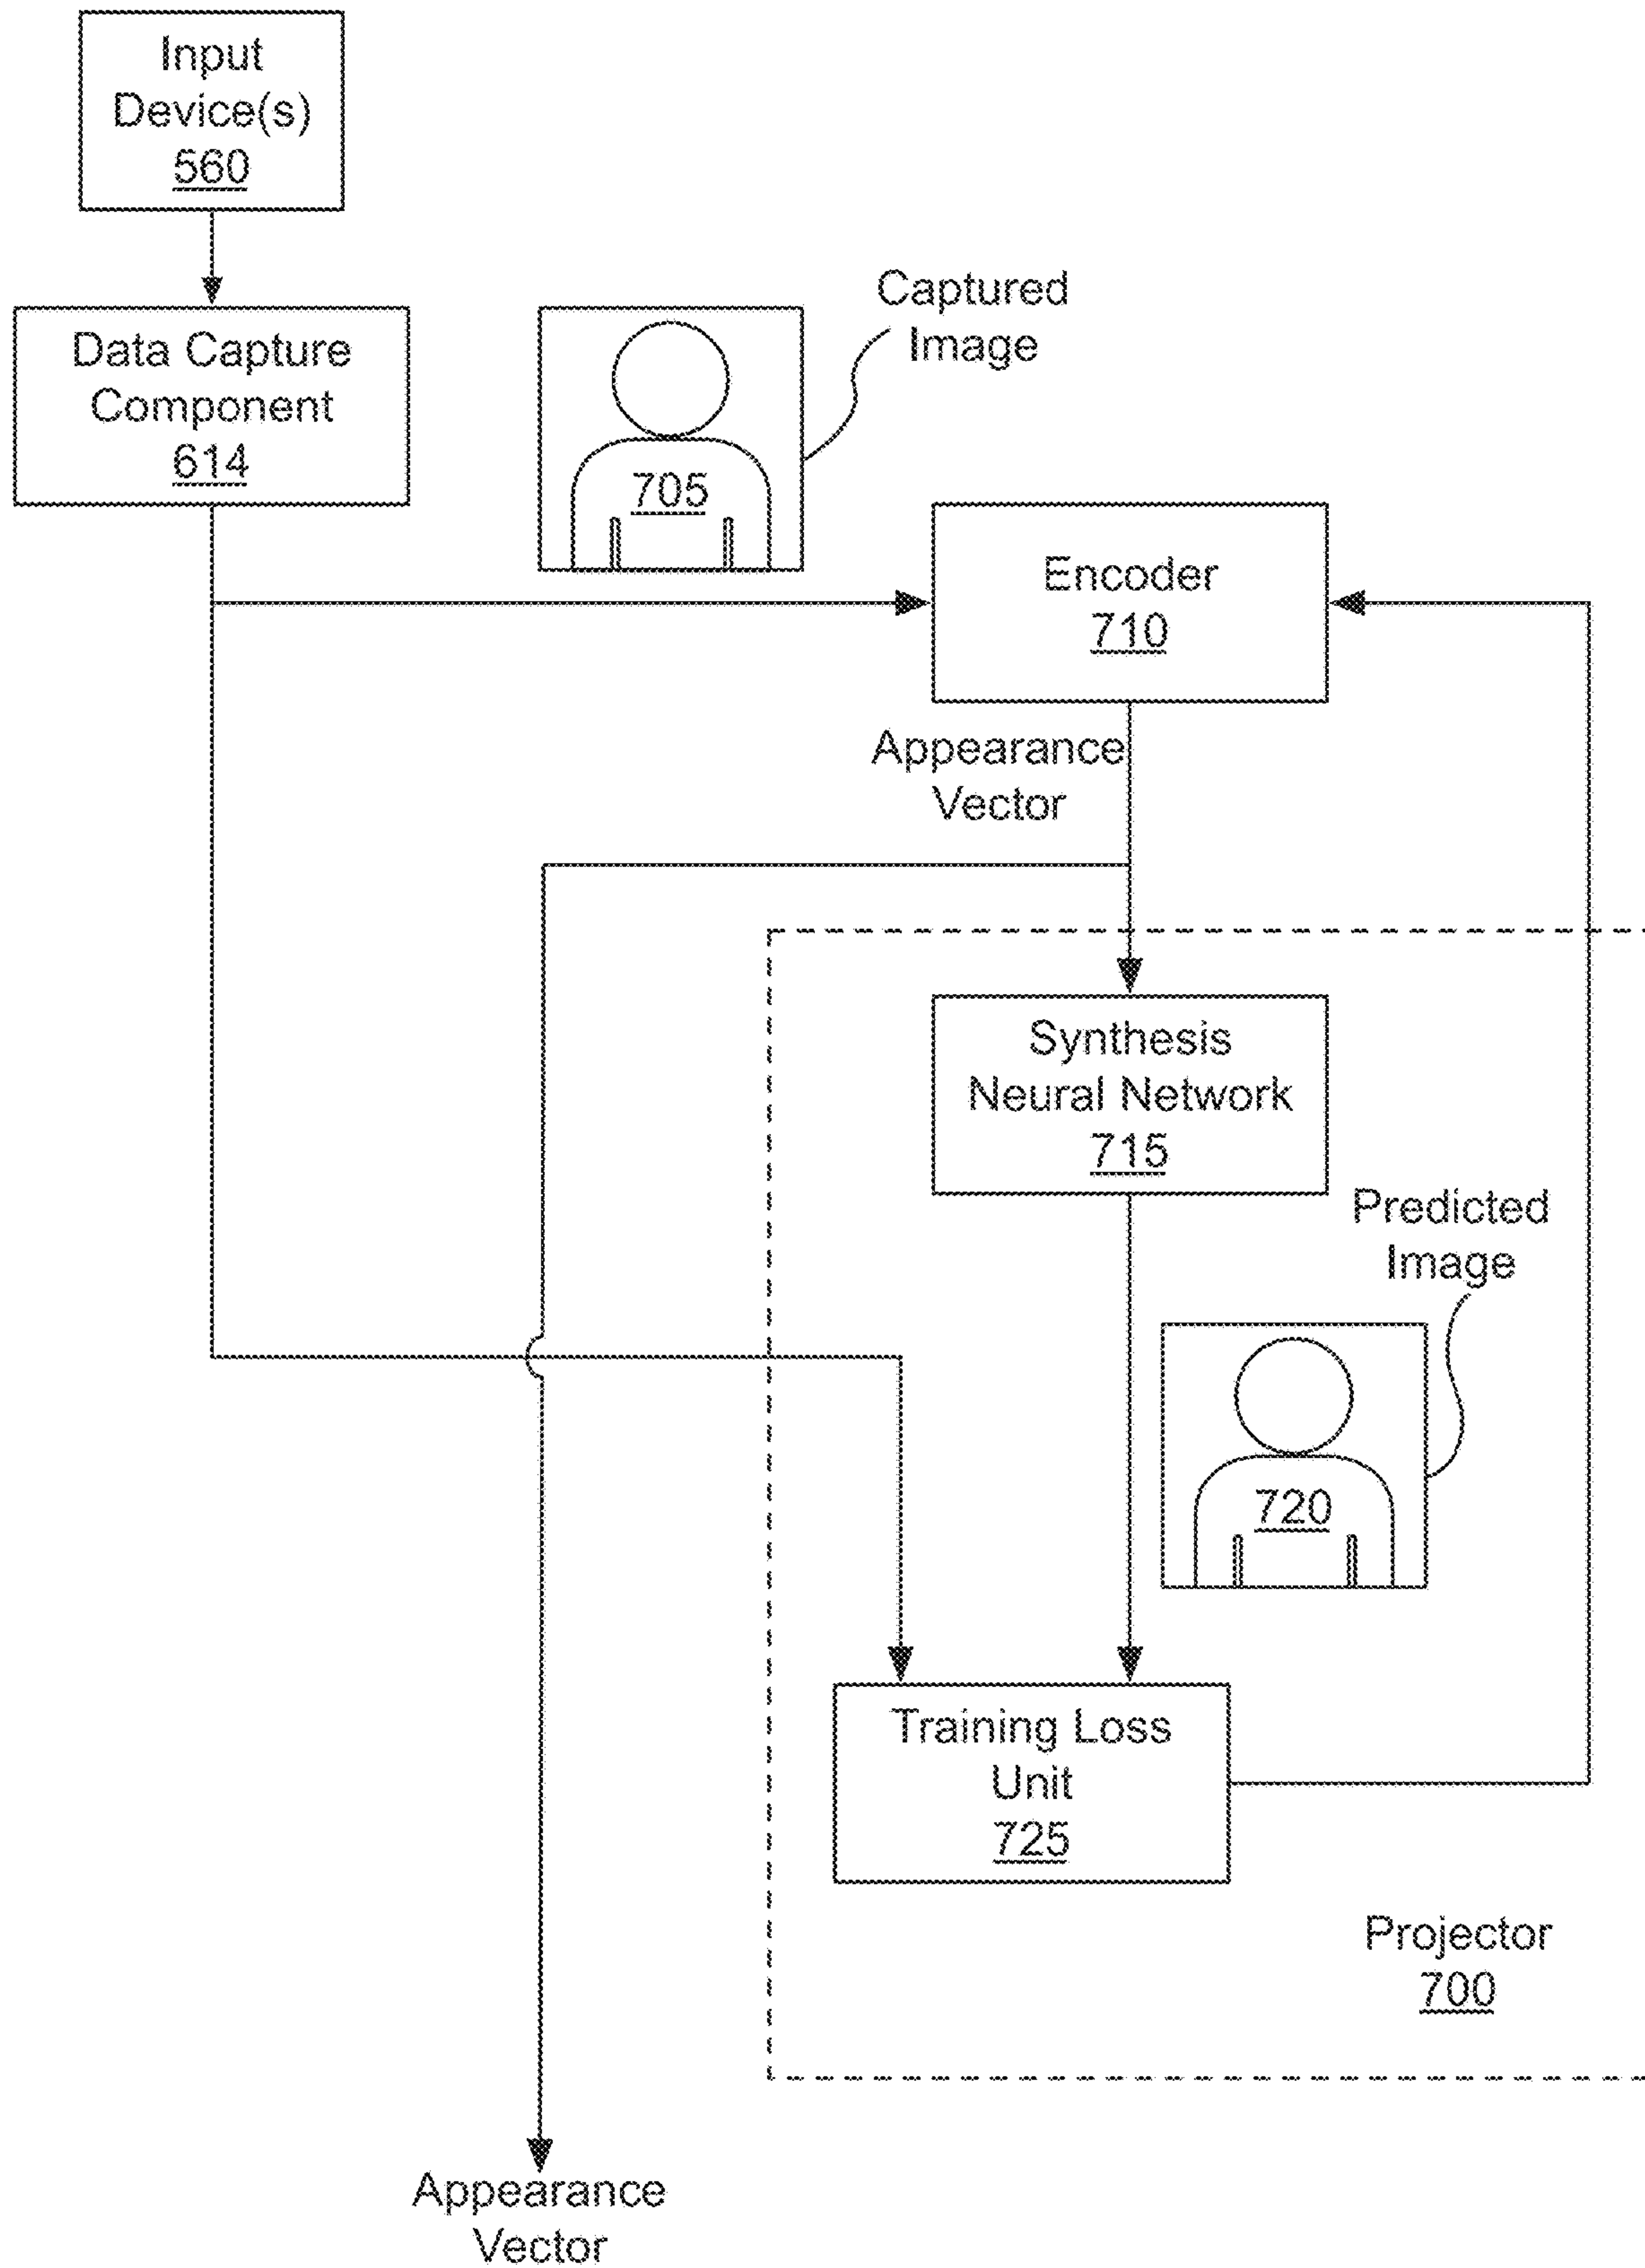 Input
Device(s)
560
Data Capture
Component
614
Captured
Image
705
Encoder
710
Appearance
Vector
Synthesis
Neural Network
715
Predicted
Image
720
Training Loss
Unit
725
Projector
700
Appearance
Vector